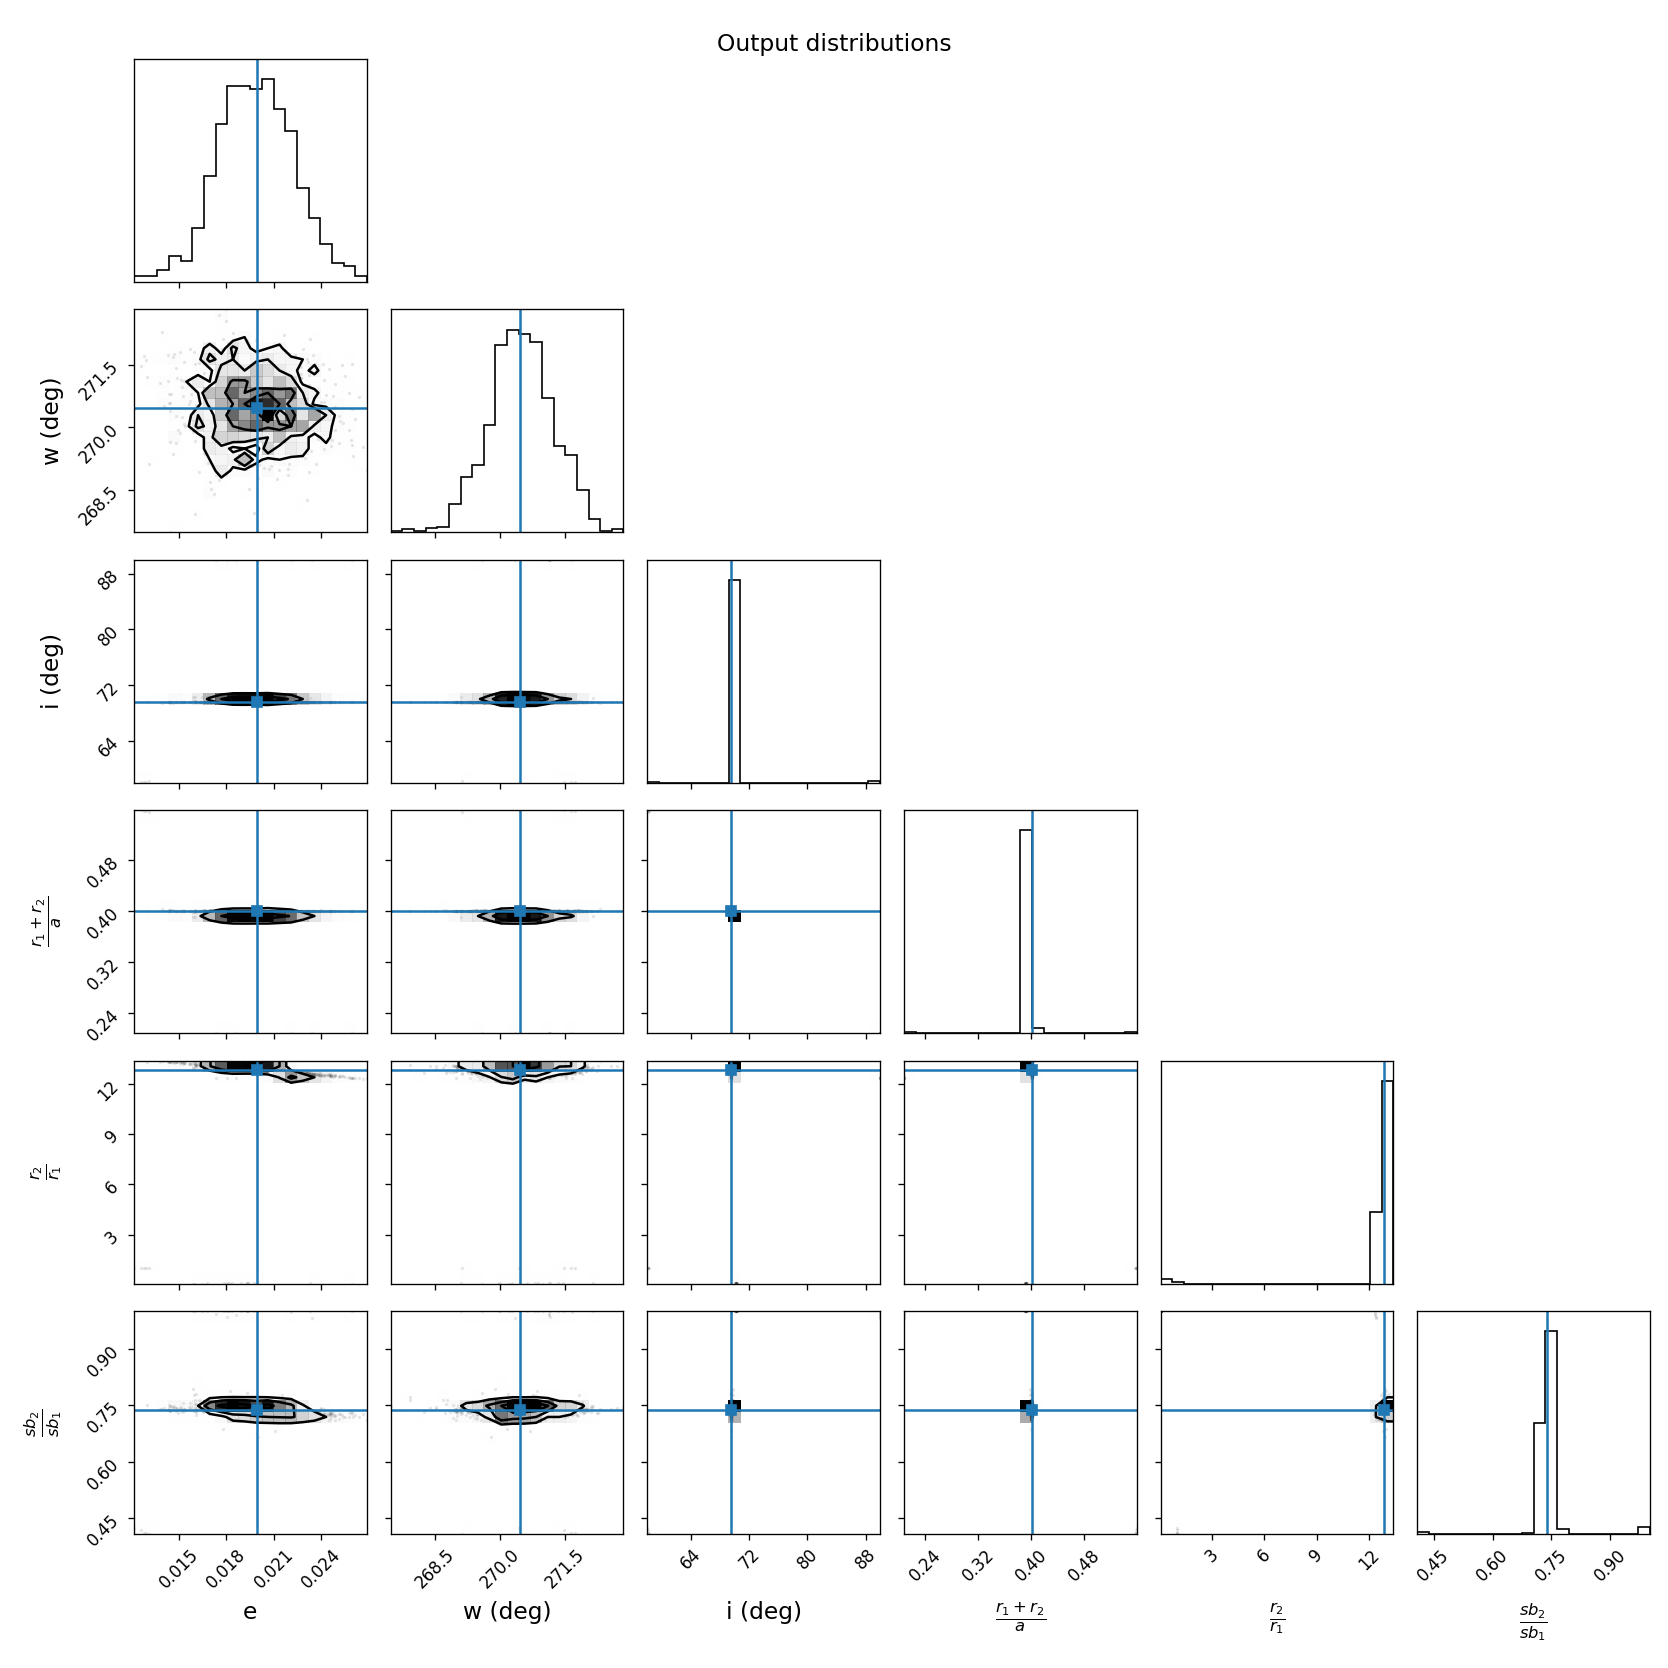 Output distributions
w (deg)
271.5
270.0
268.5
i (deg)
88
80
72
64
r₁ + r₂
a
0.48
0.40
0.32
0.24
r₂
r₁
12
9
6
3
sb₂
sb₁
0.90
0.75
0.60
0.45
0.015 0.018 0.021 0.024 268.5 270.0 271.5 64 72 80 88 0.24 0.32 0.40 0.48 3 6 9 12 0.45 0.60 0.75 0.90
e w (deg) i (deg)
r₁ + r₂
a
r₂
r₁
sb₂
sb₁